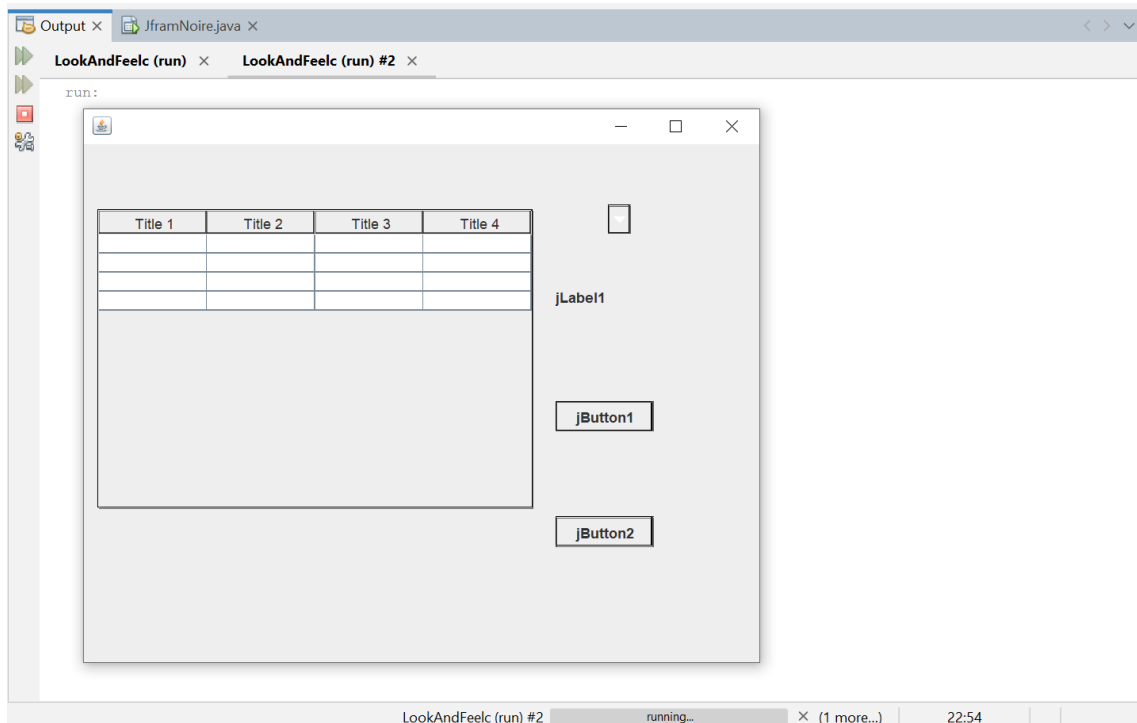 Output JframNoire.java
LookAndFeelc (run) LookAndFeelc (run) #2
run:
Title 1 Title 2 Title 3 Title 4
jLabel1
jButton1
jButton2
LookAndFeelc (run) #2 running... (1 more...) 22:54